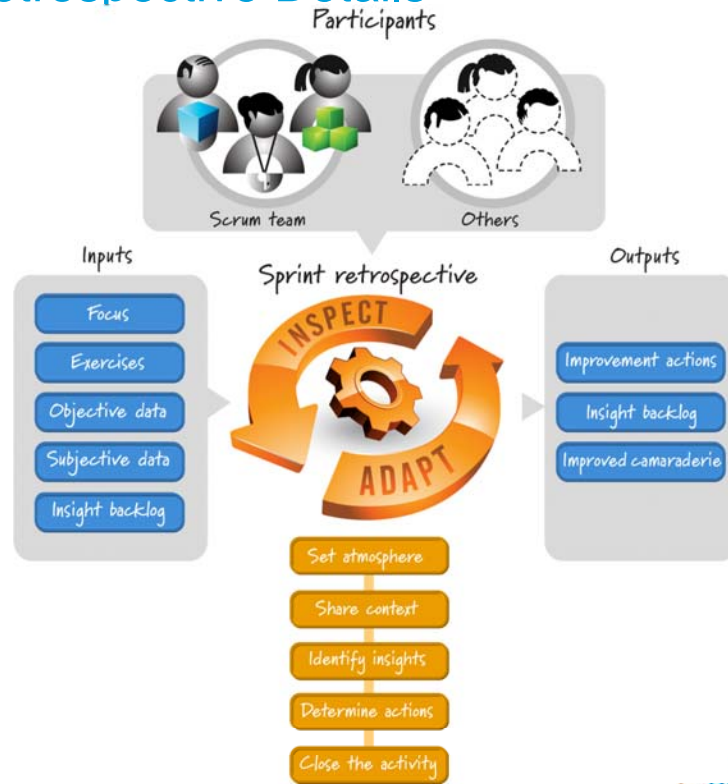 Participants
Scrum team
Others
Inputs
Focus
Exercises
Objective data
Subjective data
Insight backlog
Sprint retrospective
INSPECT
ADAPT
Set atmosphere
Share context
Identify insights
Determine actions
Close the activity
Outputs
Improvement actions
Insight backlog
Improved camaraderie